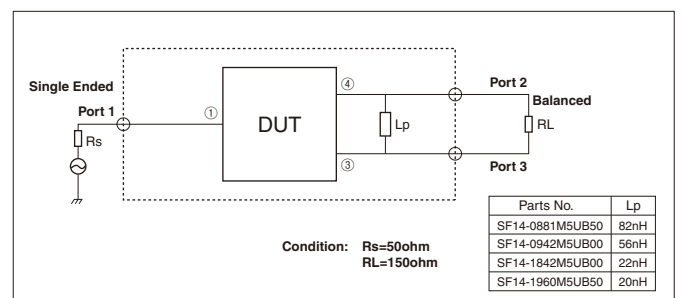 Single Ended
Port 1
Rs
①
DUT
④
③
Lp
Port 2
Balanced
RL
Port 3
Condition: Rs=50ohm
RL=150ohm
Parts No. Lp
SF14-0881M5UB50 82nH
SF14-0942M5UB00 56nH
SF14-1842M5UB00 22nH
SF14-1960M5UB50 20nH